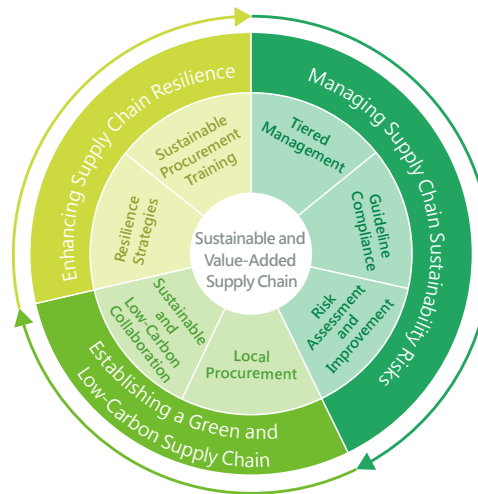 Enhancing Supply Chain Resilience
Managing Supply Chain Sustainability Risks
Establishing a Green and
Low-Carbon Supply Chain
Sustainable
Procurement
Training
Tiered
Management
Guideline
Compliance
Risk
Assessment
and
Improvement
Local
Procurement
Sustainable
and
Low-Carbon
Collaboration
Resilience
Strategies
Sustainable and
Value-Added
Supply Chain